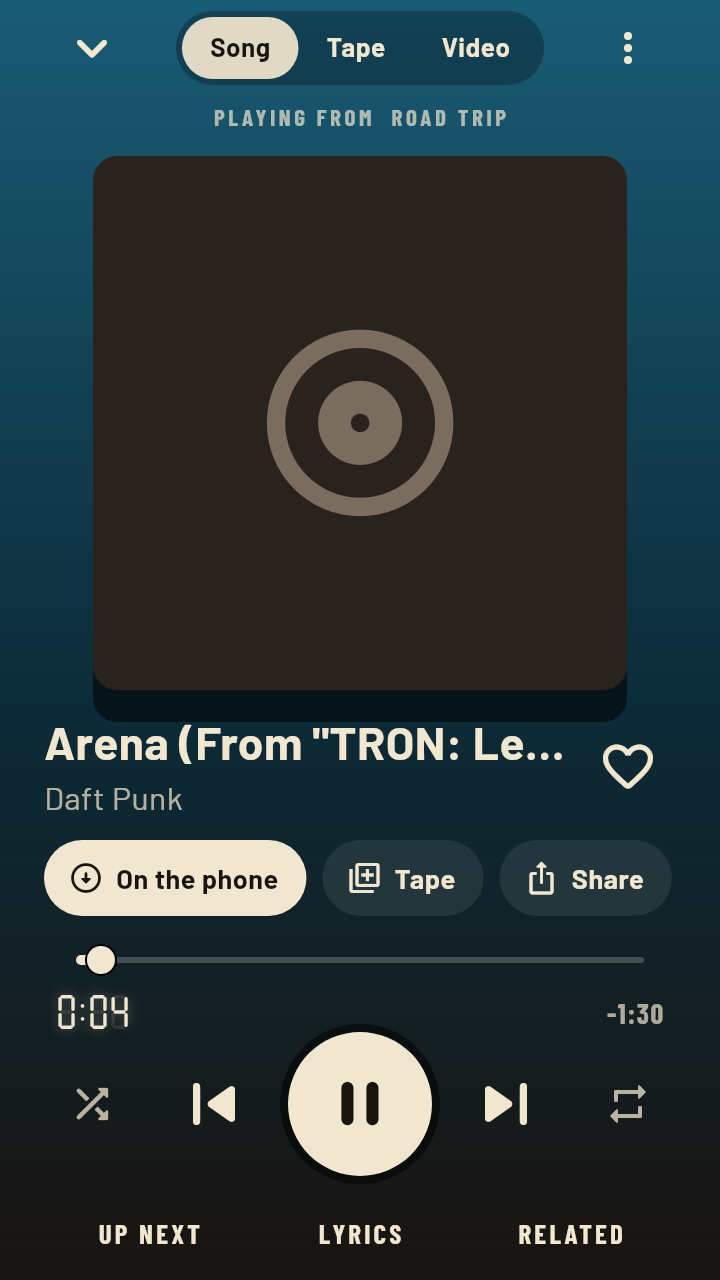 Song Tape Video
PLAYING FROM ROAD TRIP
Arena (From "TRON: Le...
Daft Punk
On the phone Tape Share
0:04 -1:30
UP NEXT LYRICS RELATED